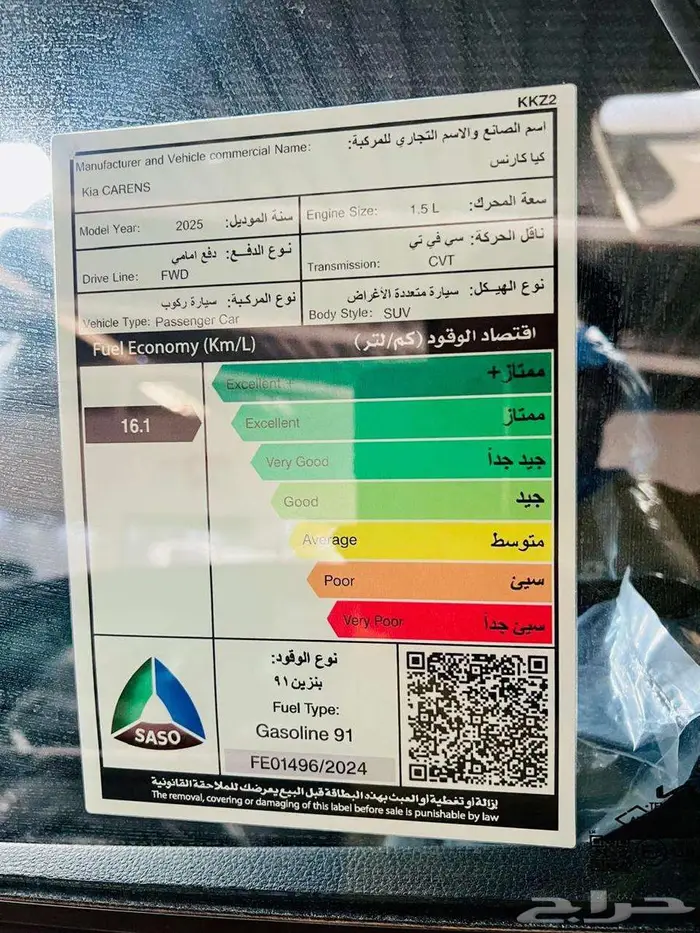 KKZ2
اسم الصانع والاسم التجاري للمركبة:
Manufacturer and Vehicle commercial Name:
كيا كارنس
Kia CARENS
سعة المحرك:
Engine Size: 1.5 L
سنة الموديل:
Model Year: 2025
ناقل الحركة: سي في تي
Transmission: CVT
نوع الدفع: دفع امامي
Drive Line: FWD
نوع الهيكل: سيارة متعددة الأغراض
Body Style: SUV
نوع المركبة: سيارة ركوب
Vehicle Type: Passenger Car
اقتصاد الوقود (كم/لتر)
Fuel Economy (Km/L)
ممتاز+
Excellent +
16.1
ممتاز
Excellent
جيد جداً
Very Good
جيد
Good
متوسط
Average
سيئ
Poor
سيئ جداً
Very Poor
نوع الوقود:
بنزين ٩١
Fuel Type:
Gasoline 91
FE01496/2024
SASO
إزالة أو تغطية أو العبث بهذه البطاقة قبل البيع يعرضك للملاحقة القانونية
The removal, covering or damaging of this label before sale is punishable by law
حراج